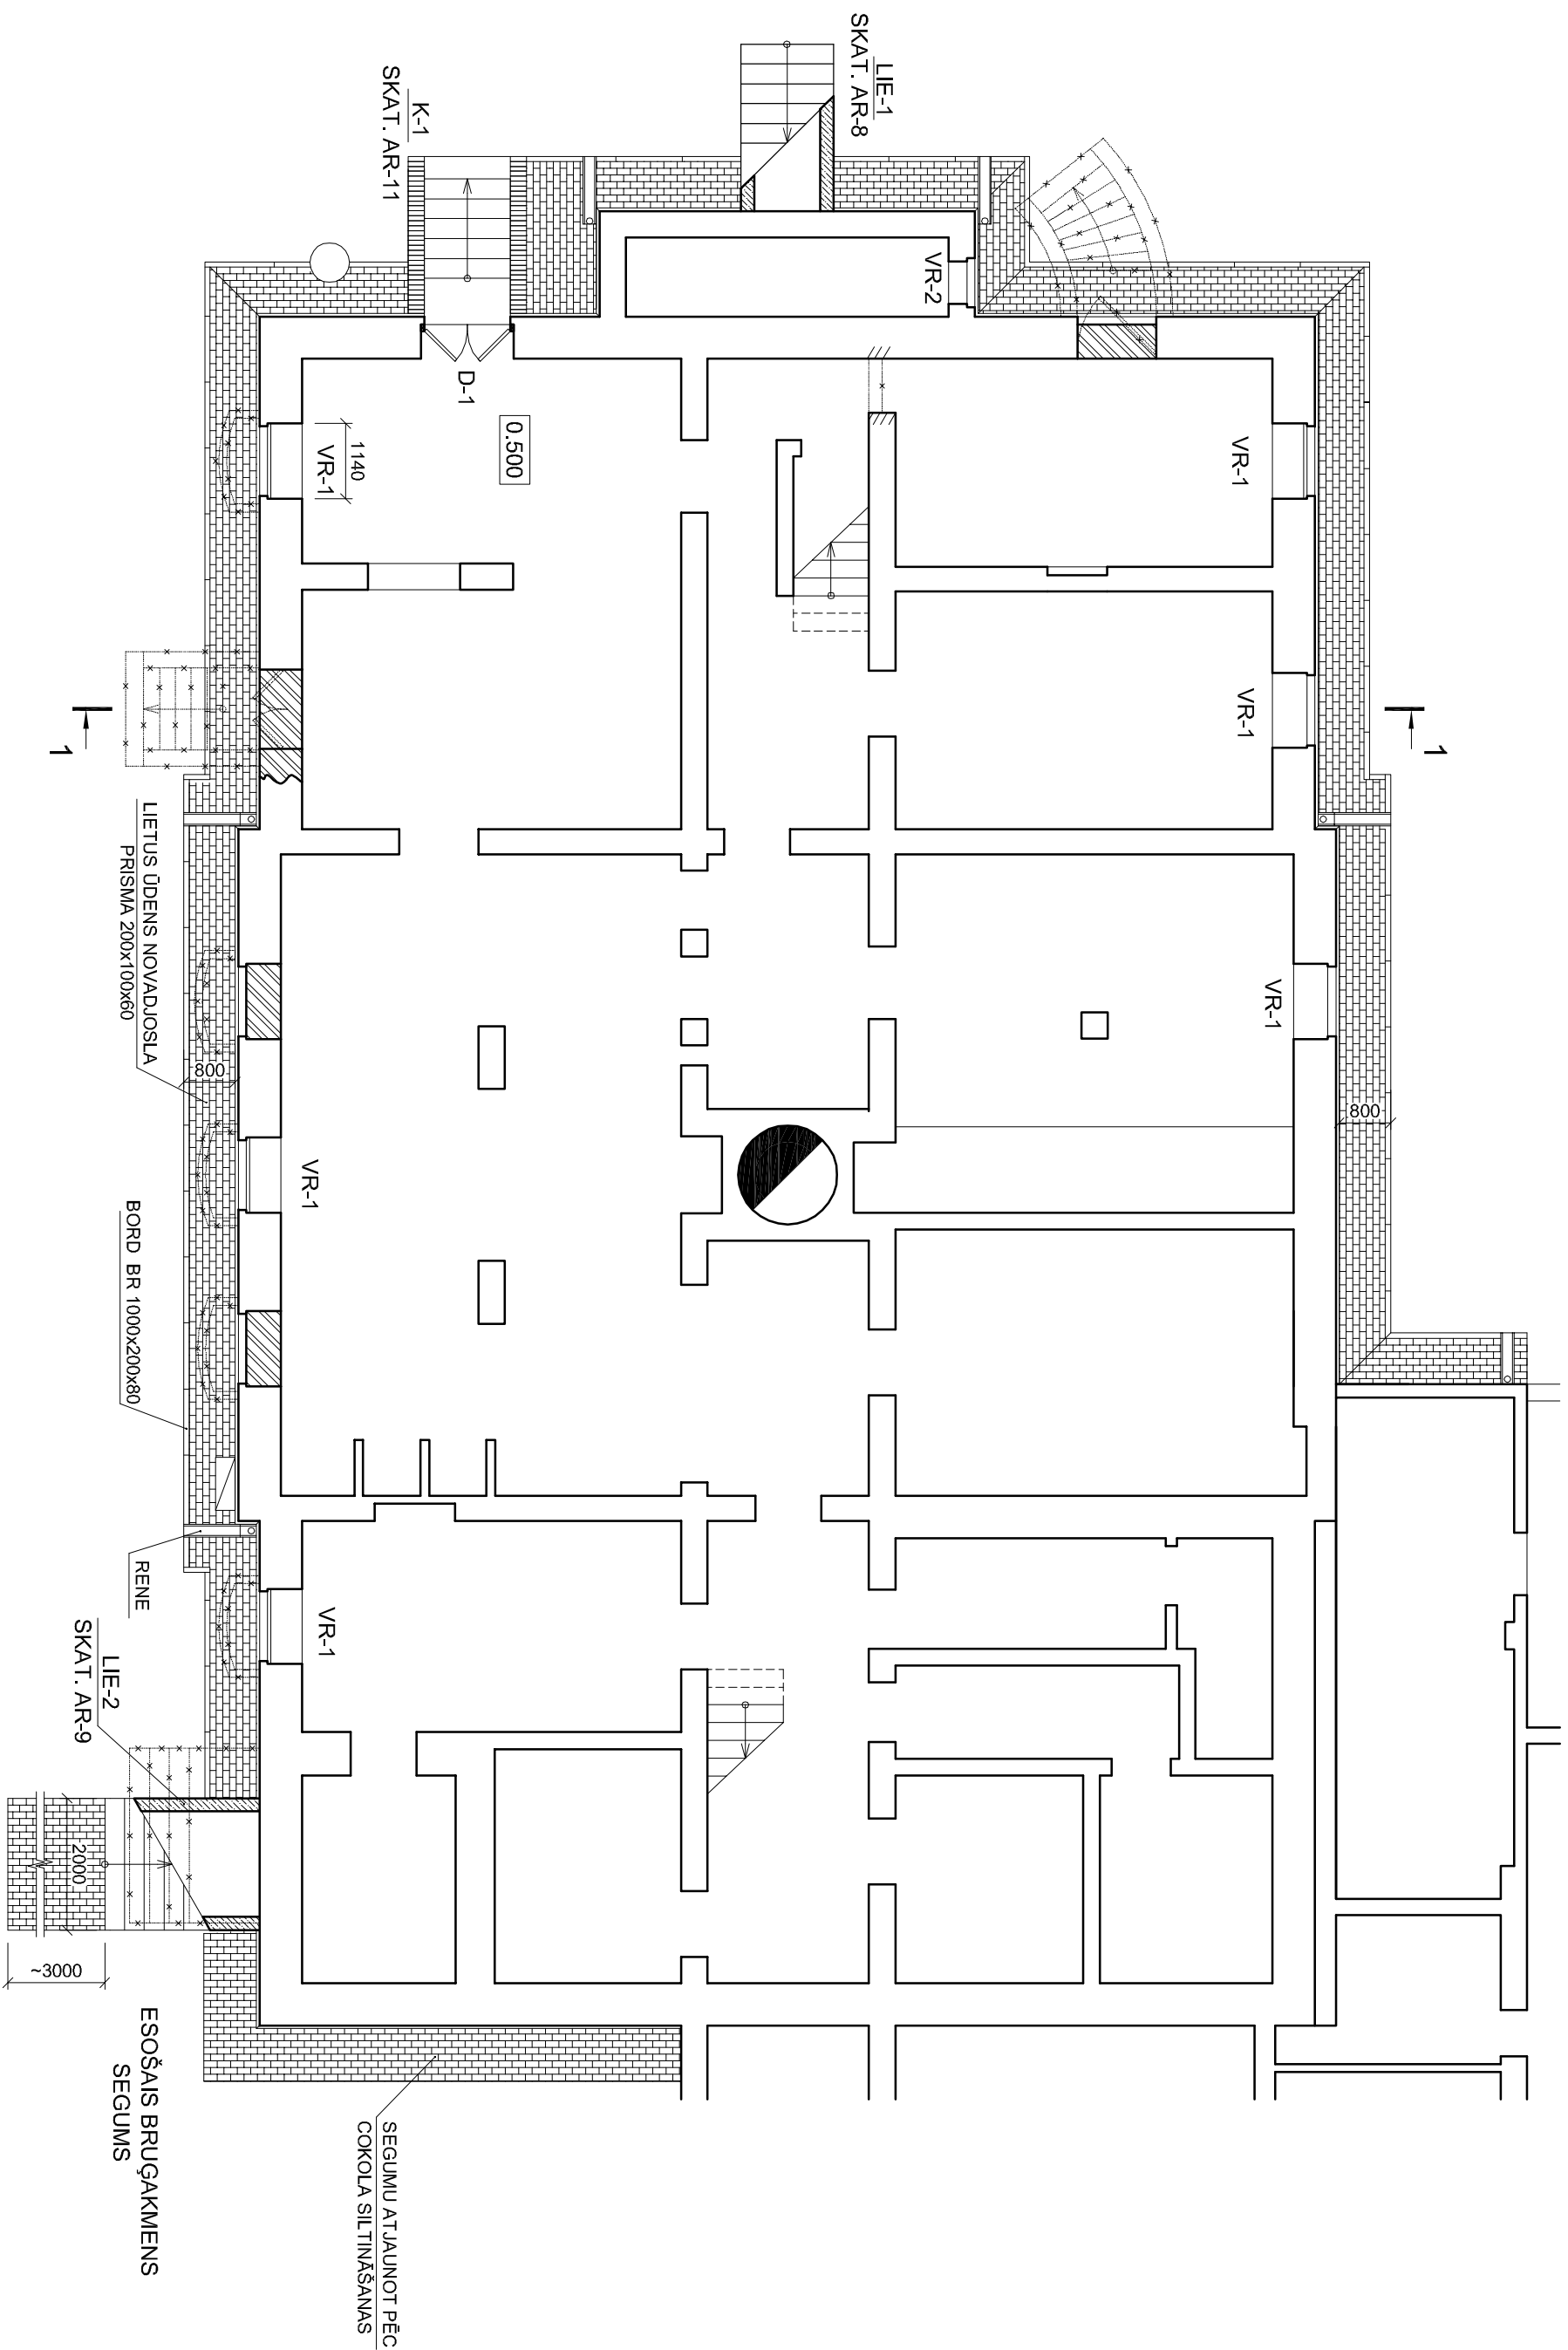 LIE-1
SKAT. AR-8
K-1
SKAT. AR-11
VR-2
D-1
0.500
1140
VR-1
VR-1
VR-1
VR-1
VR-1
VR-1
1
1
LIETUS ŪDENS NOVADJOSLA
PRISMA 200x100x60
800
800
BORD BR 1000x200x80
RENE
LIE-2
SKAT. AR-9
2000
~3000
ESOŠAIS BRUĢAKMENS
SEGUMS
SEGUMU ATJAUNOT PĒC
COKOLA SILTINĀŠANAS